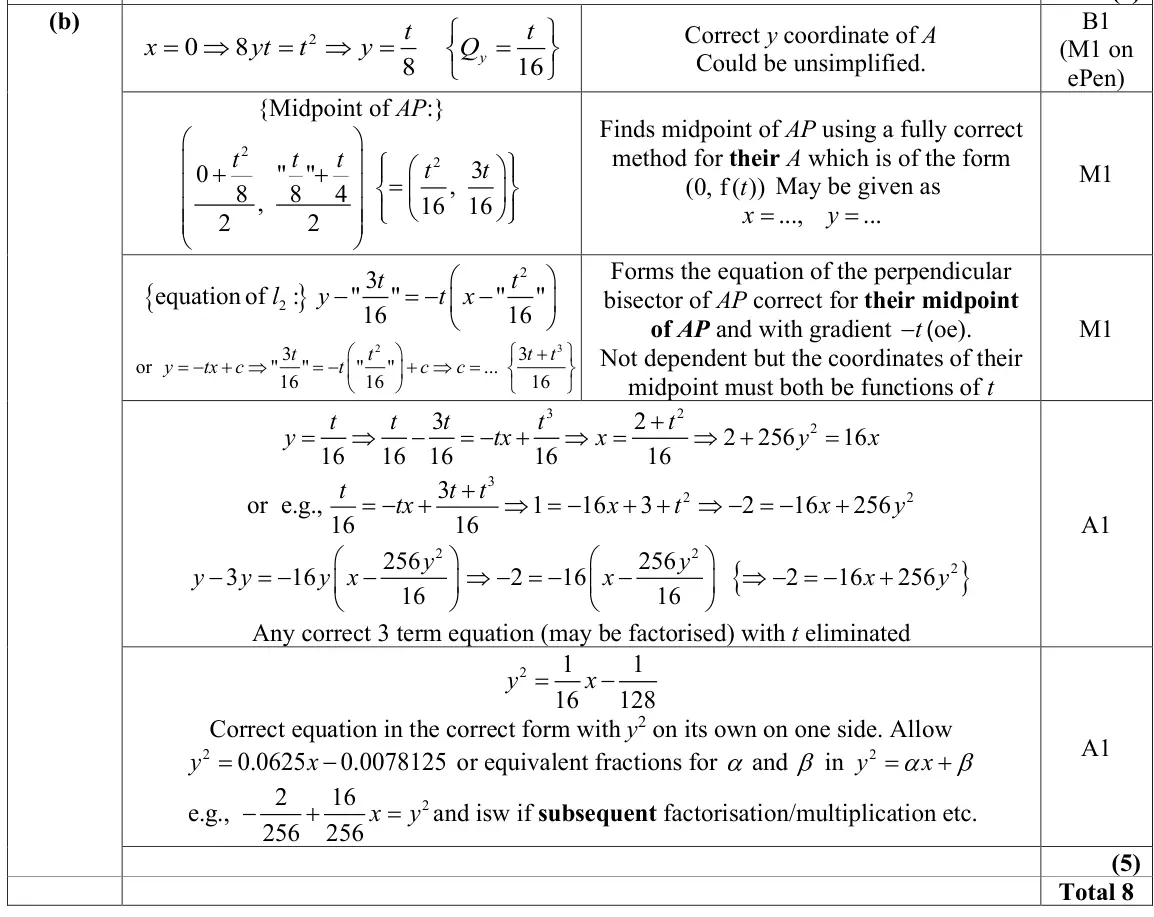 (b)
x = 0 ⇒ 8yt = t² ⇒ y = t/8 {Q_y = t/16}
Correct y coordinate of A
Could be unsimplified.
B1
(M1 on
ePen)
{Midpoint of AP:}
((0 + t²/8)/2, ("t/8" + t/4)/2) {= (t²/16, 3t/16)}
Finds midpoint of AP using a fully correct
method for their A which is of the form
(0, f(t)) May be given as
x = ..., y = ...
M1
{equation of l₂ :} y − "3t/16" = −t(x − "t²/16")
or y = −tx + c ⇒ "3t/16" = −t("t²/16") + c ⇒ c = ... {(3t + t³)/16}
Forms the equation of the perpendicular
bisector of AP correct for their midpoint
of AP and with gradient −t (oe).
Not dependent but the coordinates of their
midpoint must both be functions of t
M1
y = t/16 ⇒ t/16 − 3t/16 = −tx + t³/16 ⇒ x = (2 + t²)/16 ⇒ 2 + 256y² = 16x
or e.g., t/16 = −tx + (3t + t³)/16 ⇒ 1 = −16x + 3 + t² ⇒ −2 = −16x + 256y²
y − 3y = −16y(x − 256y²/16) ⇒ −2 = −16(x − 256y²/16) {⇒ −2 = −16x + 256y²}
Any correct 3 term equation (may be factorised) with t eliminated
A1
y² = 1/16 x − 1/128
Correct equation in the correct form with y² on its own on one side. Allow
y² = 0.0625x − 0.0078125 or equivalent fractions for α and β in y² = αx + β
e.g., −2/256 + 16/256 x = y² and isw if subsequent factorisation/multiplication etc.
A1
(5)
Total 8